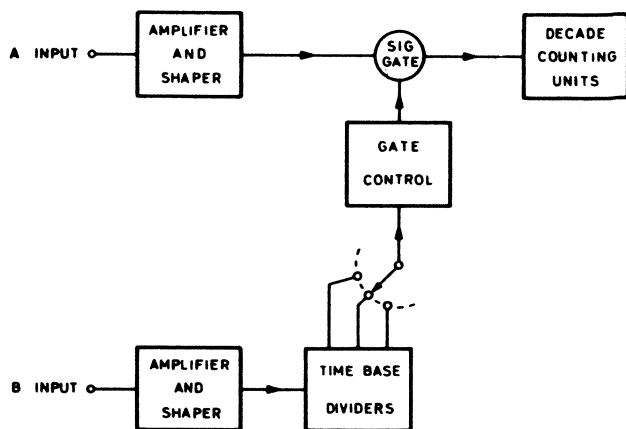 A INPUT
AMPLIFIER
AND
SHAPER
SIG
GATE
DECADE
COUNTING
UNITS
GATE
CONTROL
B INPUT
AMPLIFIER
AND
SHAPER
TIME BASE
DIVIDERS